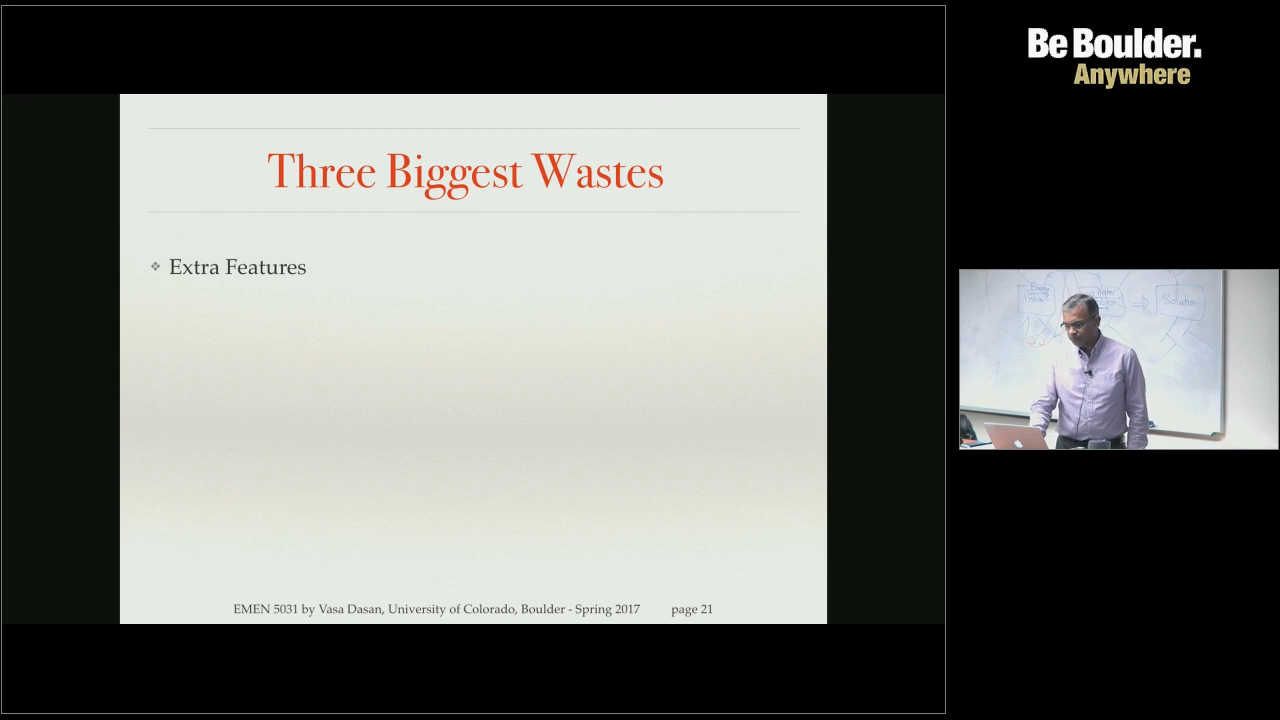 Three Biggest Wastes
❖ Extra Features
EMEN 5031 by Vasa Dasan, University of Colorado, Boulder - Spring 2017 page 21
Be Boulder.
Anywhere
Solution